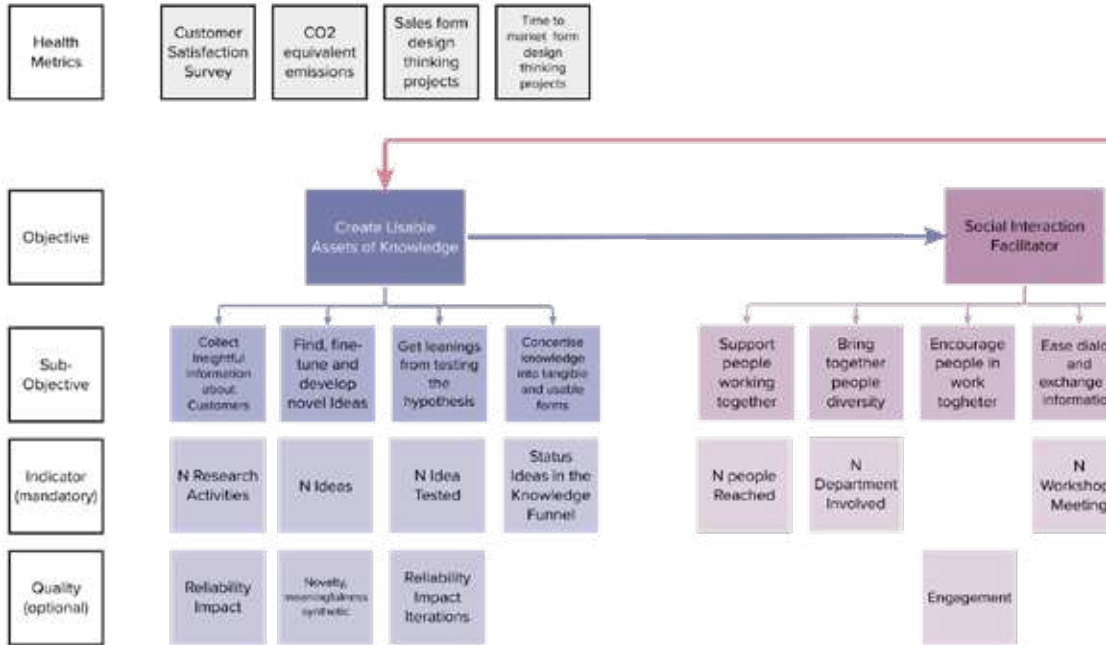 Health
Metrics
Customer
Satisfaction
Survey
CO2
equivalent
emissions
Sales form
design
thinking
projects
Time to
market form
design
thinking
projects
Objective
Create Usable
Assets of Knowledge
Social Interaction
Facilitator
Sub-
Objective
Collect
Insightful
information
about
Customers
Find, fine-
tune and
develop
novel Ideas
Get leanings
from testing
the
hypothesis
Concertise
knowledge
into tangible
and usable
forms
Support
people
working
together
Bring
together
people
diversity
Encourage
people in
work
togheter
Ease dialo
and
exchange
informatio
Indicator
(mandatory)
N Research
Activities
N Ideas
N Idea
Tested
Status
Ideas in the
Knowledge
Funnel
N people
Reached
N
Department
Involved
N
Workshop
Meeting
Quality
(optional)
Reliability
Impact
Novelty,
meaningfulness
synthetic
Reliability
Impact
Iterations
Engagement